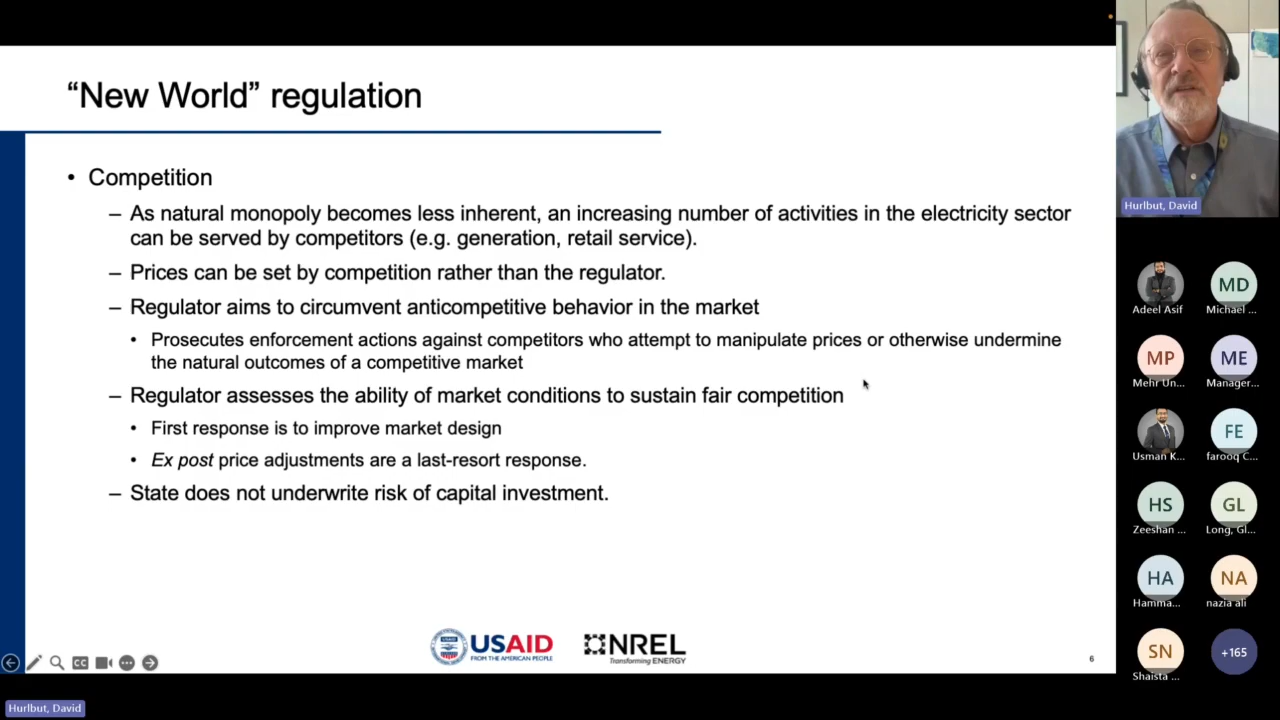 “New World” regulation
• Competition
– As natural monopoly becomes less inherent, an increasing number of activities in the electricity sector
can be served by competitors (e.g. generation, retail service).
– Prices can be set by competition rather than the regulator.
– Regulator aims to circumvent anticompetitive behavior in the market
• Prosecutes enforcement actions against competitors who attempt to manipulate prices or otherwise undermine
the natural outcomes of a competitive market
– Regulator assesses the ability of market conditions to sustain fair competition
• First response is to improve market design
• Ex post price adjustments are a last-resort response.
– State does not underwrite risk of capital investment.
USAID
FROM THE AMERICAN PEOPLE
NREL
Transforming ENERGY
6
CC
Hurlbut, David
Hurlbut, David
Adeel Asif
MD
Michael ...
MP
Mehr Un...
ME
Manager...
Usman K...
FE
farooq C...
HS
Zeeshan ...
GL
Long, Gl...
HA
Hamma...
NA
nazia ali
SN
Shaista ...
+165